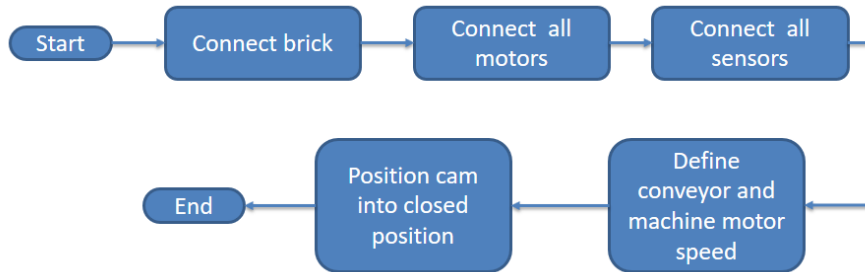 Start
Connect brick
Connect all
motors
Connect all
sensors
Define
conveyor and
machine motor
speed
Position cam
into closed
position
End